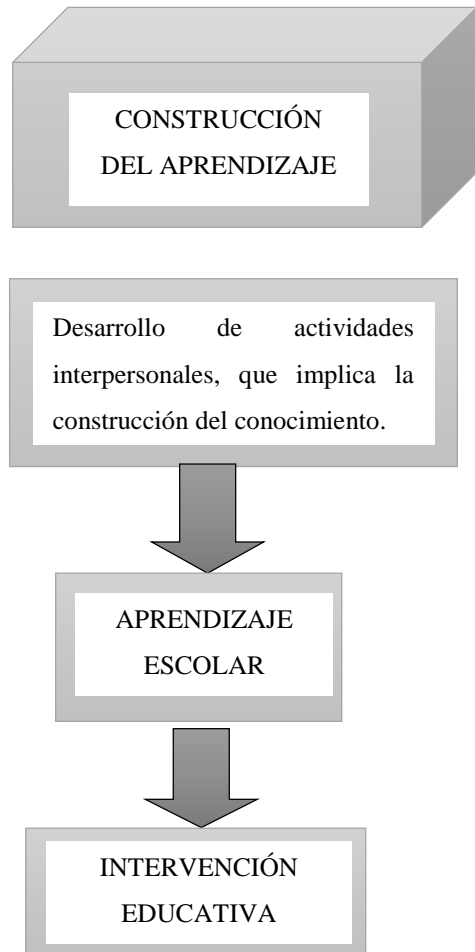 CONSTRUCCIÓN
DEL APRENDIZAJE
Desarrollo de actividades
interpersonales, que implica la
construcción del conocimiento.
APRENDIZAJE
ESCOLAR
INTERVENCIÓN
EDUCATIVA